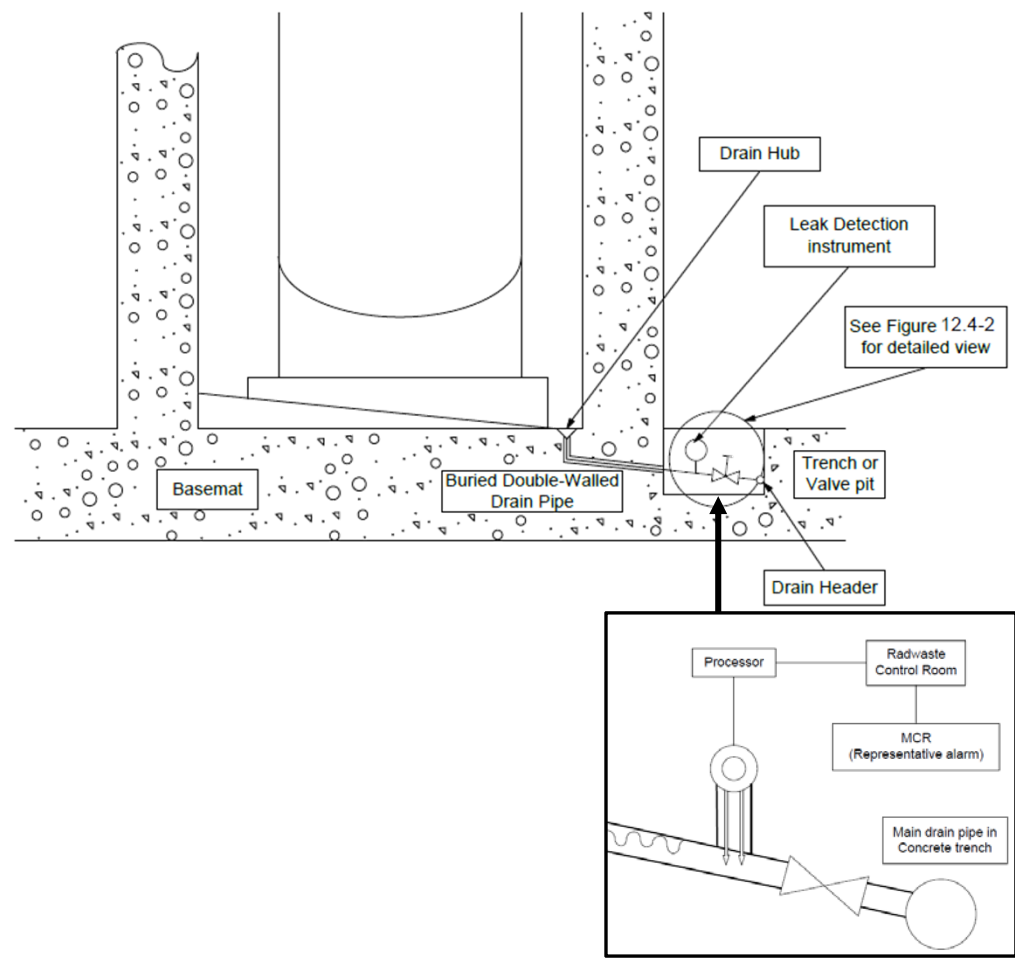 Drain Hub
Leak Detection
instrument
See Figure 12.4-2
for detailed view
Basemat
Buried Double-Walled
Drain Pipe
Trench or
Valve pit
Drain Header
Processor
Radwaste
Control Room
MCR
(Representative alarm)
Main drain pipe in
Concrete trench